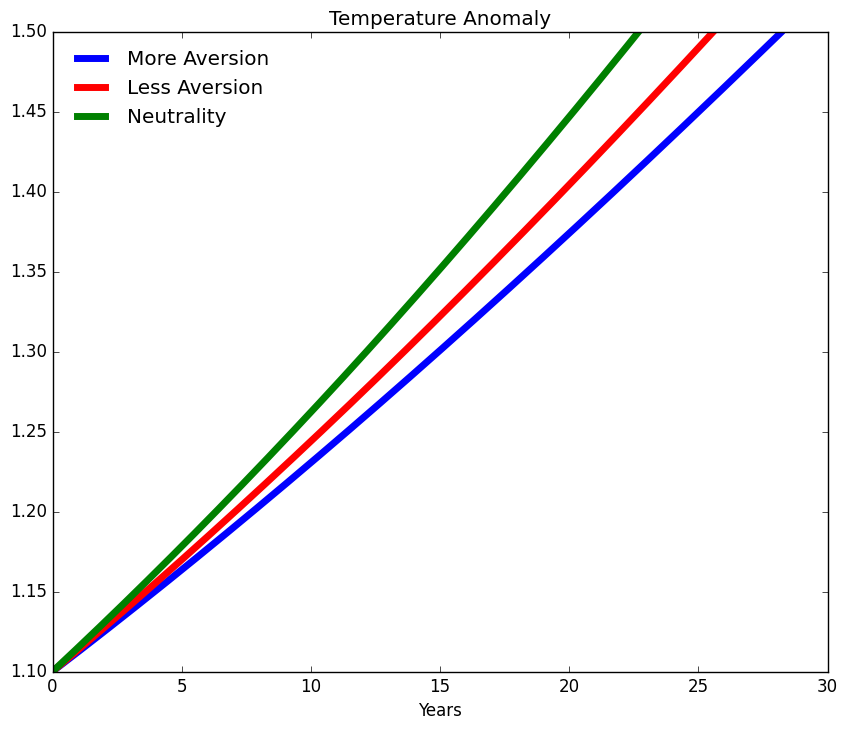 Temperature Anomaly
1.50
1.45
1.40
1.35
1.30
1.25
1.20
1.15
1.10
More Aversion
Less Aversion
Neutrality
0 5 10 15 20 25 30
Years